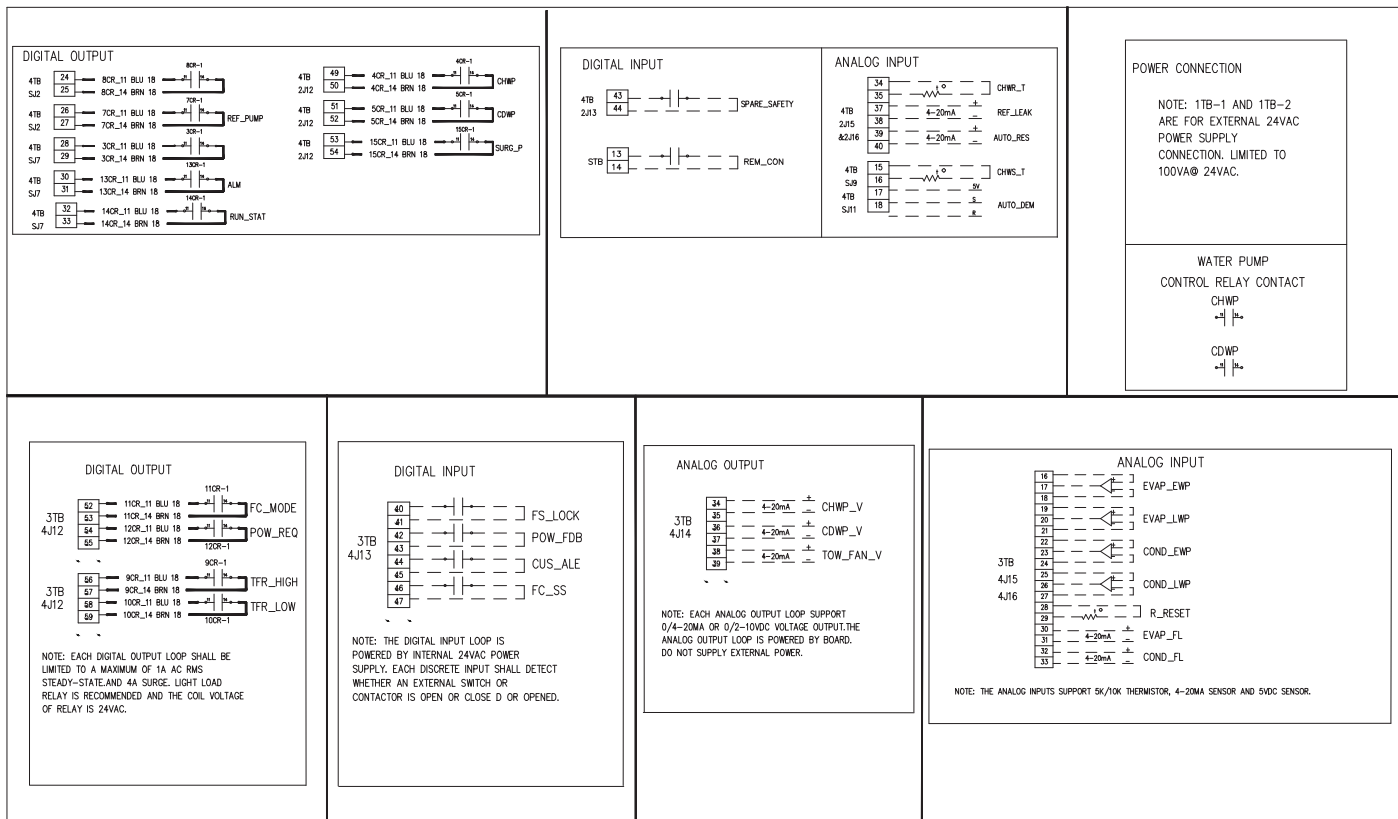 DIGITAL OUTPUT
8CR-1
4TB 24 8CR_11 BLU 18
SJ2 25 8CR_14 BRN 18
7CR-1
4TB 26 7CR_11 BLU 18
SJ2 27 7CR_14 BRN 18
REF_PUMP
3CR-1
4TB 28 3CR_11 BLU 18
SJ7 29 3CR_14 BRN 18
13CR-1
4TB 30 13CR_11 BLU 18
SJ7 31 13CR_14 BRN 18
ALM
14CR-1
4TB 32 14CR_11 BLU 18
SJ7 33 14CR_14 BRN 18
RUN_STAT
4CR-1
4TB 49 4CR_11 BLU 18
2J12 50 4CR_14 BRN 18
CHWP
5CR-1
4TB 51 5CR_11 BLU 18
2J12 52 5CR_14 BRN 18
CDWP
15CR-1
4TB 53 15CR_11 BLU 18
2J12 54 15CR_14 BRN 18
SURG_P
DIGITAL INPUT
4TB 43
2J13 44
SPARE_SAFETY
STB 13
14
REM_CON
ANALOG INPUT
34
35
CHWR_T
4TB 37 4-20mA + −
REF_LEAK
2J15 38
&2J16 39 4-20mA + −
AUTO_RES
40
4TB 15
SJ9 16
CHWS_T
4TB 17 5V
SJ11 18 S
AUTO_DEM
R
POWER CONNECTION
NOTE: 1TB-1 AND 1TB-2
ARE FOR EXTERNAL 24VAC
POWER SUPPLY
CONNECTION. LIMITED TO
100VA@ 24VAC.
WATER PUMP
CONTROL RELAY CONTACT
CHWP
11 14
CDWP
11 14
DIGITAL OUTPUT
11CR-1
52 11CR_11 BLU 18
FC_MODE
3TB 53 11CR_14 BRN 18
4J12 54 12CR_11 BLU 18
POW_REQ
55 12CR_14 BRN 18
12CR-1
9CR-1
56 9CR_11 BLU 18
TFR_HIGH
3TB 57 9CR_14 BRN 18
4J12 58 10CR_11 BLU 18
TFR_LOW
59 10CR_14 BRN 18
10CR-1
NOTE: EACH DIGITAL OUTPUT LOOP SHALL BE
LIMITED TO A MAXIMUM OF 1A AC RMS
STEADY-STATE.AND 4A SURGE. LIGHT LOAD
RELAY IS RECOMMENDED AND THE COIL VOLTAGE
OF RELAY IS 24VAC.
DIGITAL INPUT
40
41
FS_LOCK
42
3TB 43
POW_FDB
4J13 44
45
CUS_ALE
46
47
FC_SS
NOTE: THE DIGITAL INPUT LOOP IS
POWERED BY INTERNAL 24VAC POWER
SUPPLY. EACH DISCRETE INPUT SHALL DETECT
WHETHER AN EXTERNAL SWITCH OR
CONTACTOR IS OPEN OR CLOSE D OR OPENED.
ANALOG OUTPUT
34 4-20mA + − CHWP_V
35
3TB 36 4-20mA + − CDWP_V
4J14 37
38 4-20mA + − TOW_FAN_V
39
NOTE: EACH ANALOG OUTPUT LOOP SUPPORT
0/4-20MA OR 0/2-10VDC VOLTAGE OUTPUT.THE
ANALOG OUTPUT LOOP IS POWERED BY BOARD.
DO NOT SUPPLY EXTERNAL POWER.
ANALOG INPUT
16
17 + EVAP_EWP
18
19
20 + EVAP_LWP
21
22
23 + COND_EWP
3TB 24
4J15 25
26 + COND_LWP
4J16 27
28
R_RESET
29
30 4-20mA + − EVAP_FL
31
32 4-20mA + − COND_FL
33
NOTE: THE ANALOG INPUTS SUPPORT 5K/10K THERMISTOR, 4-20MA SENSOR AND 5VDC SENSOR.